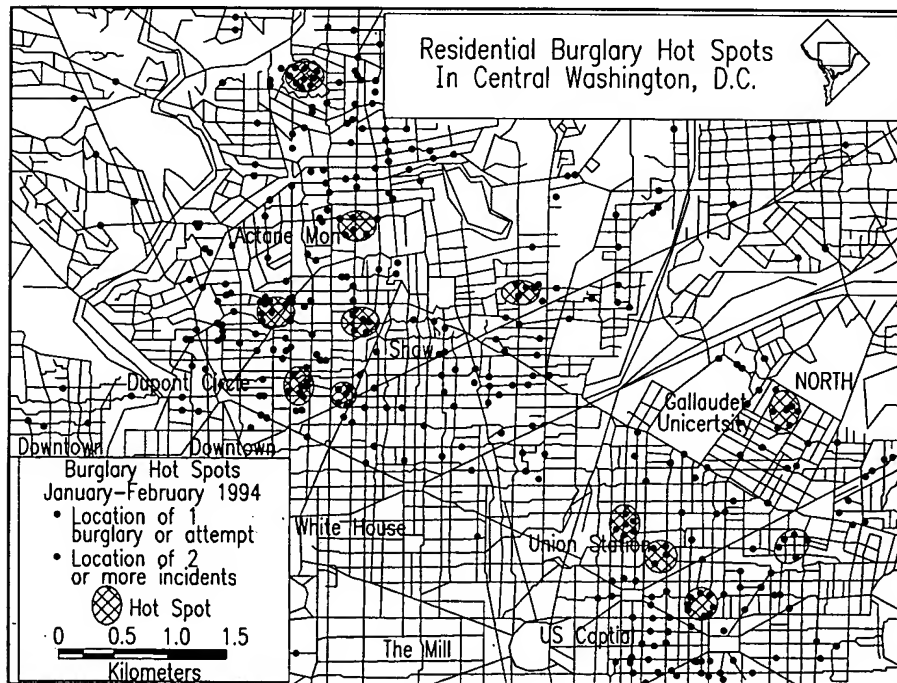 Residential Burglary Hot Spots
In Central Washington, D.C.
Actane Mon
Shaw
Dupont Circle
NORTH
Gallaudet
Unicertsity
Downtown
Downtown
Burglary Hot Spots
January-February 1994
• Location of 1
burglary or attempt
• Location of 2
or more incidents
Hot Spot
0 0.5 1.0 1.5
Kilometers
White House
Union Station
The Mill
US Captial